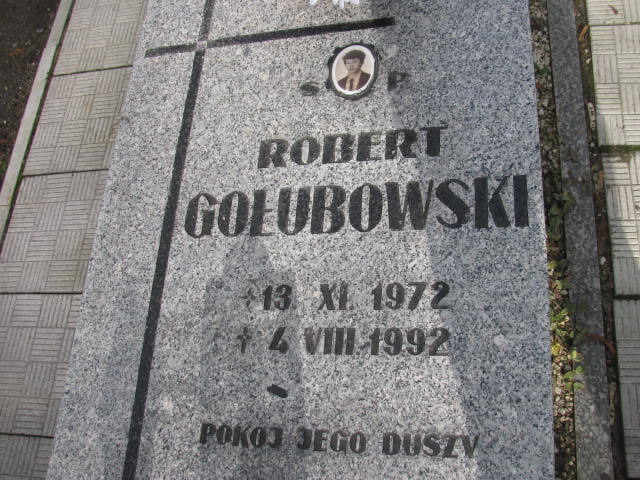 Ś P
ROBERT
GOŁUBOWSKI
* 13 XI. 1972
† 4 VIII. 1992
POKÓJ JEGO DUSZY